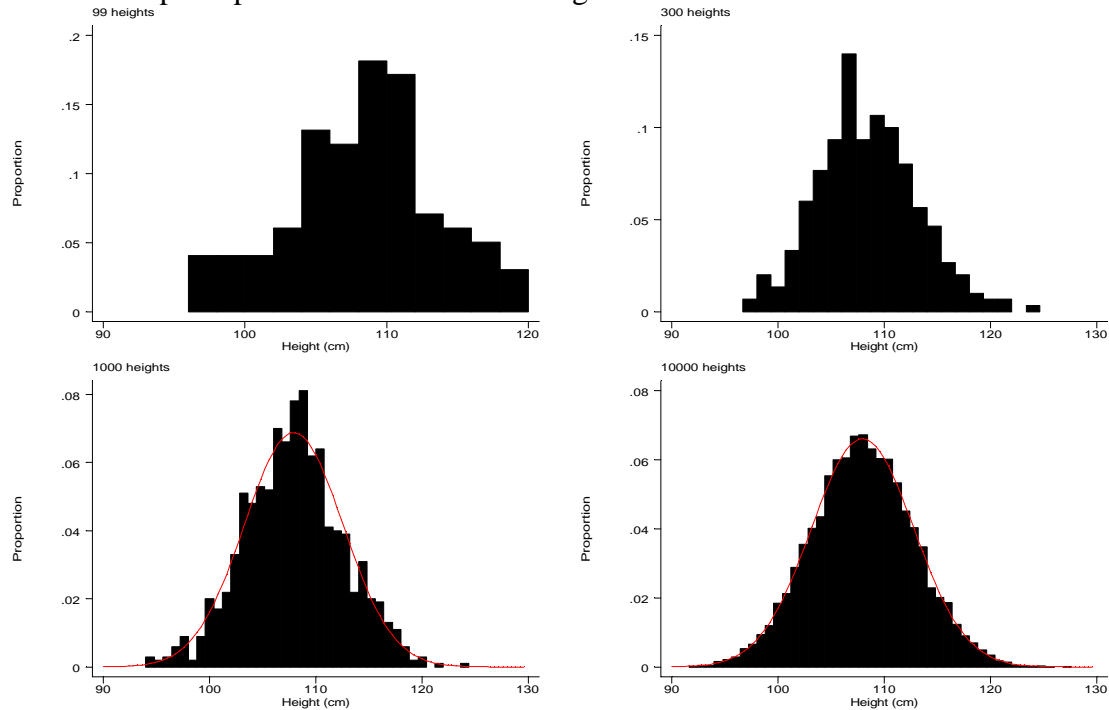 99 heights
.2
.15
.1
.05
0
Proportion
90 100 110 120
Height (cm)
300 heights
.15
.1
.05
0
Proportion
90 100 110 120 130
Height (cm)
1000 heights
.08
.06
.04
.02
0
Proportion
90 100 110 120 130
Height (cm)
10000 heights
.08
.06
.04
.02
0
Proportion
90 100 110 120 130
Height (cm)